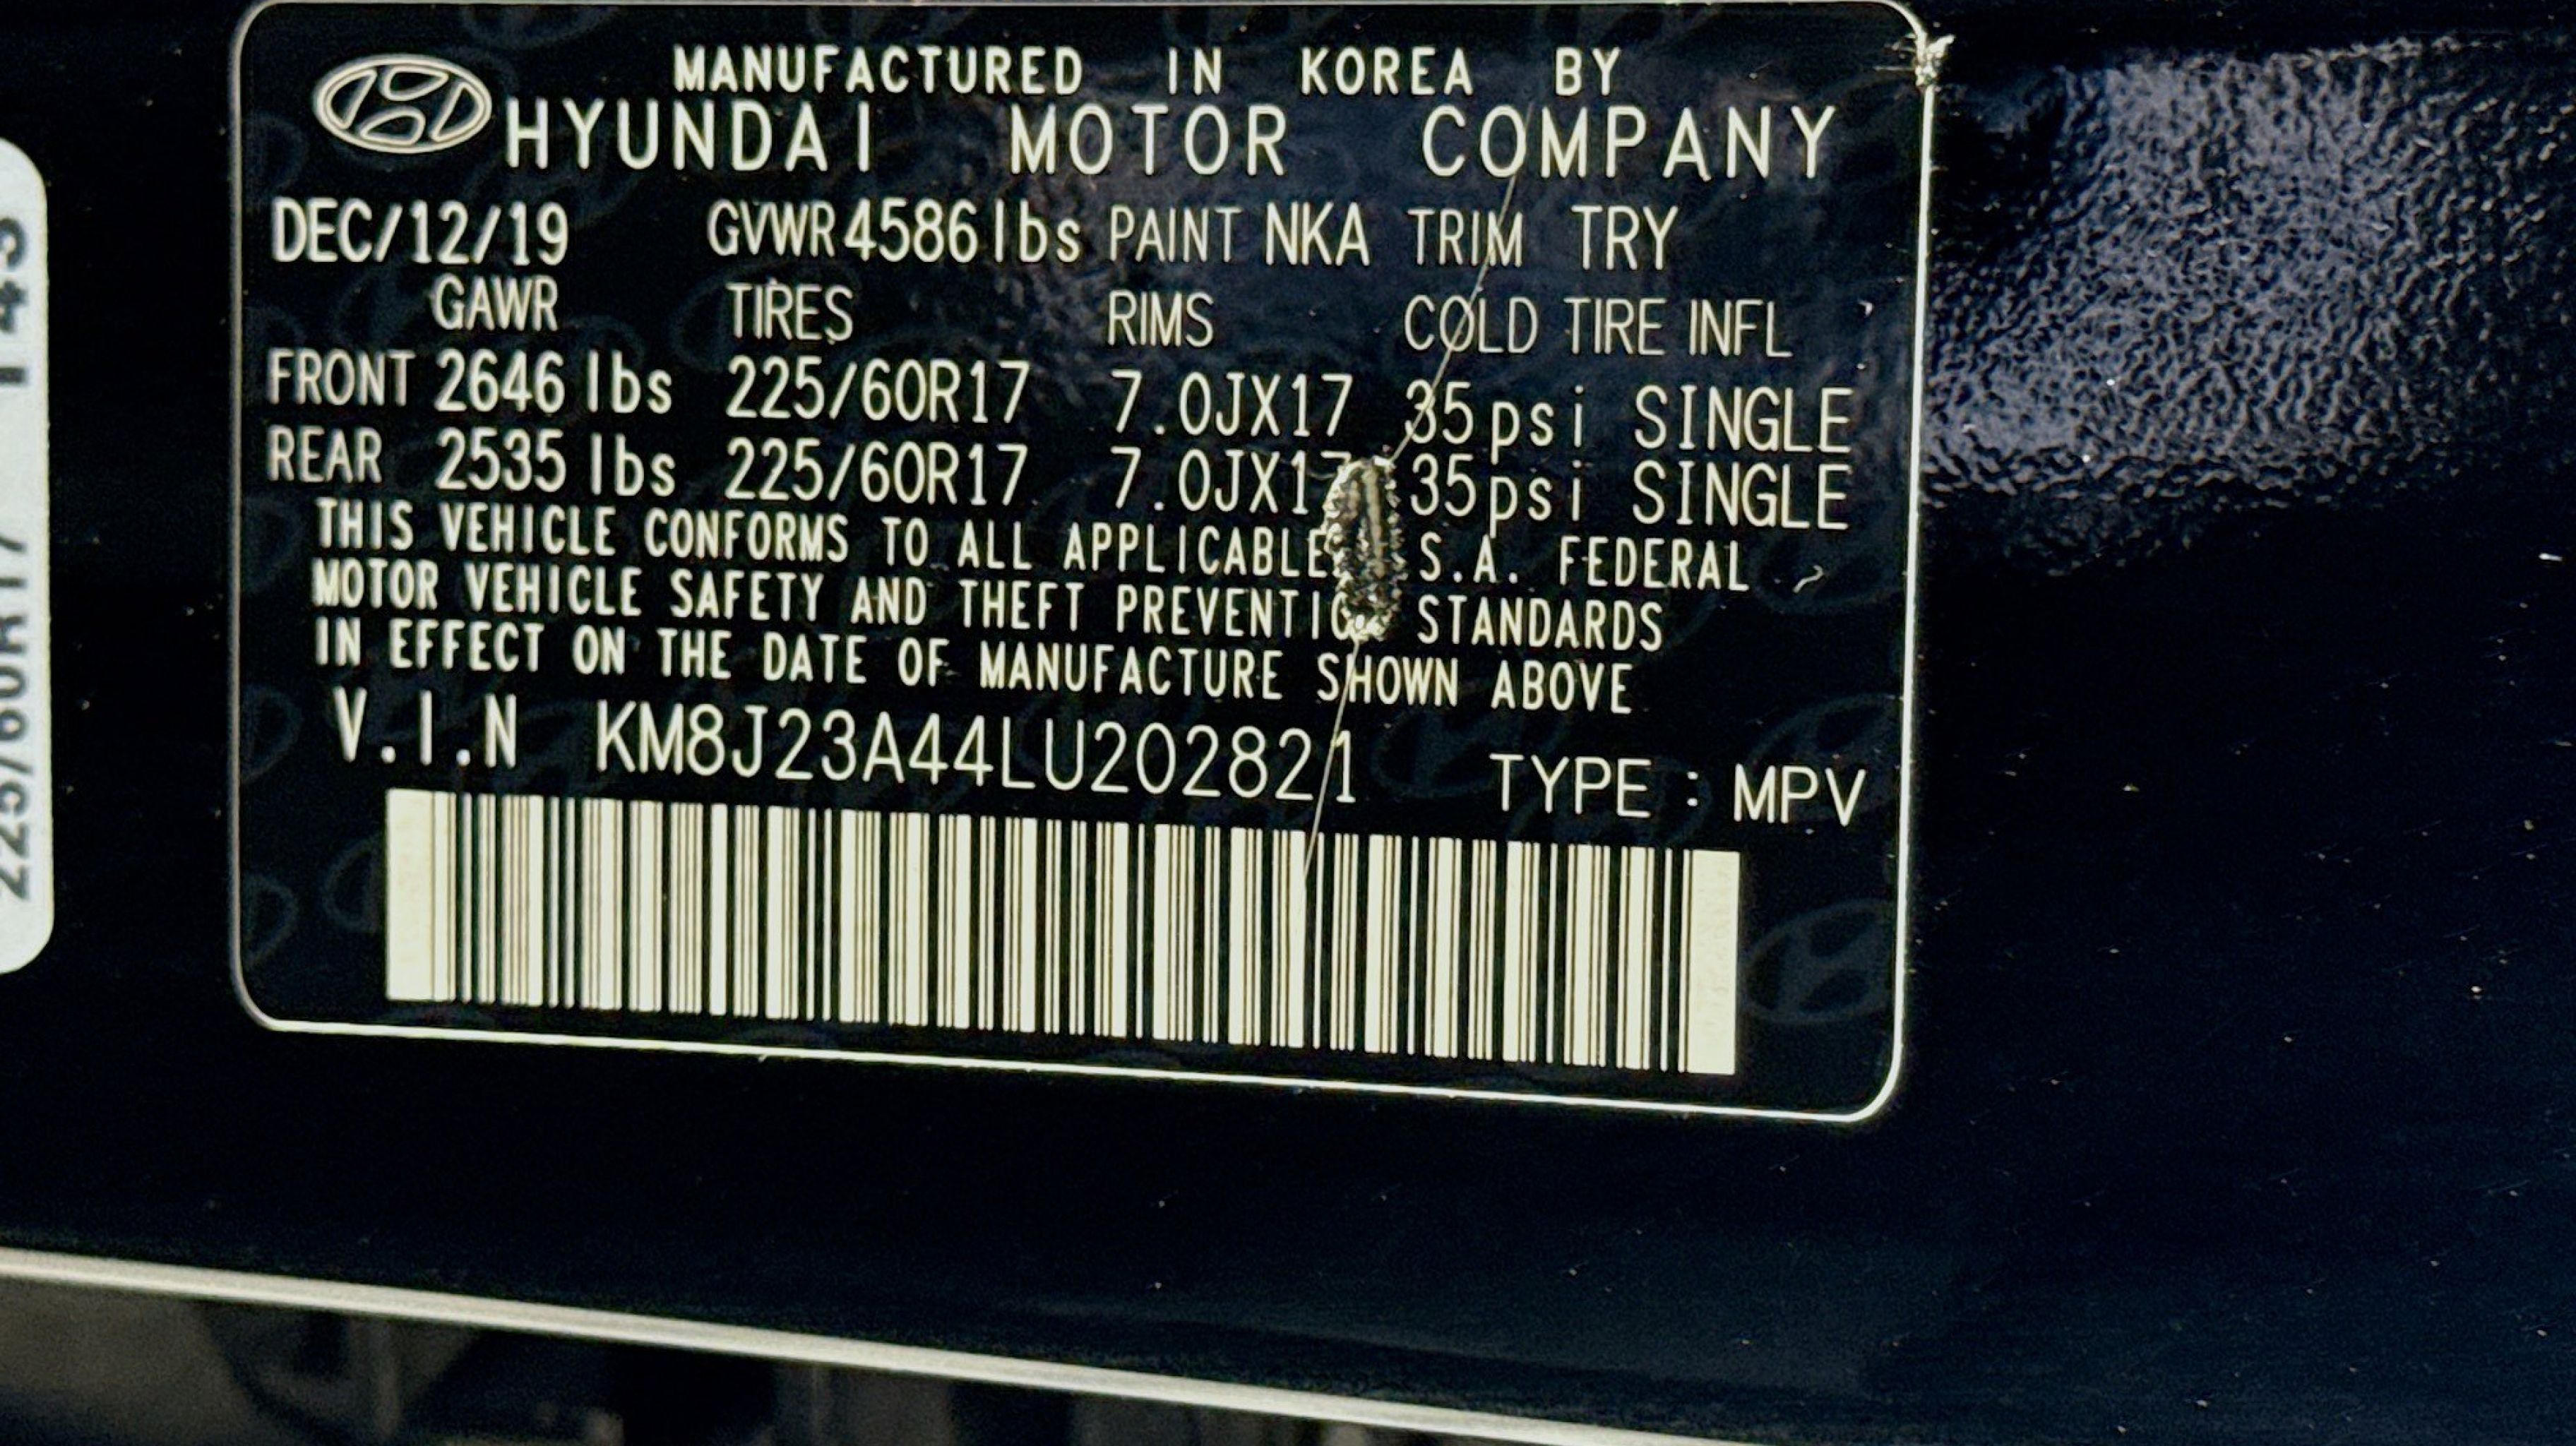 MANUFACTURED IN KOREA BY
HYUNDAI MOTOR COMPANY
DEC/12/19 GVWR 4586 lbs PAINT NKA TRIM TRY
GAWR TIRES RIMS COLD TIRE INFL
FRONT 2646 lbs 225/60R17 7.0JX17 35psi SINGLE
REAR 2535 lbs 225/60R17 7.0JX17 35psi SINGLE
THIS VEHICLE CONFORMS TO ALL APPLICABLE S.A. FEDERAL
MOTOR VEHICLE SAFETY AND THEFT PREVENTION STANDARDS
IN EFFECT ON THE DATE OF MANUFACTURE SHOWN ABOVE
V.I.N KM8J23A44LU202821 TYPE : MPV
225/60R17